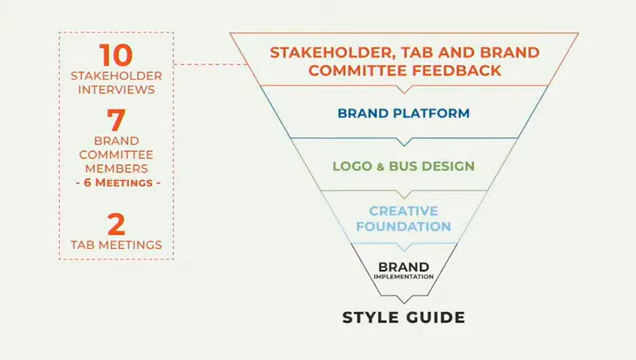 10
STAKEHOLDER
INTERVIEWS
7
BRAND
COMMITTEE
MEMBERS
- 6 MEETINGS -
2
TAB MEETINGS
STAKEHOLDER, TAB AND BRAND
COMMITTEE FEEDBACK
BRAND PLATFORM
LOGO & BUS DESIGN
CREATIVE
FOUNDATION
BRAND
IMPLEMENTATION
STYLE GUIDE